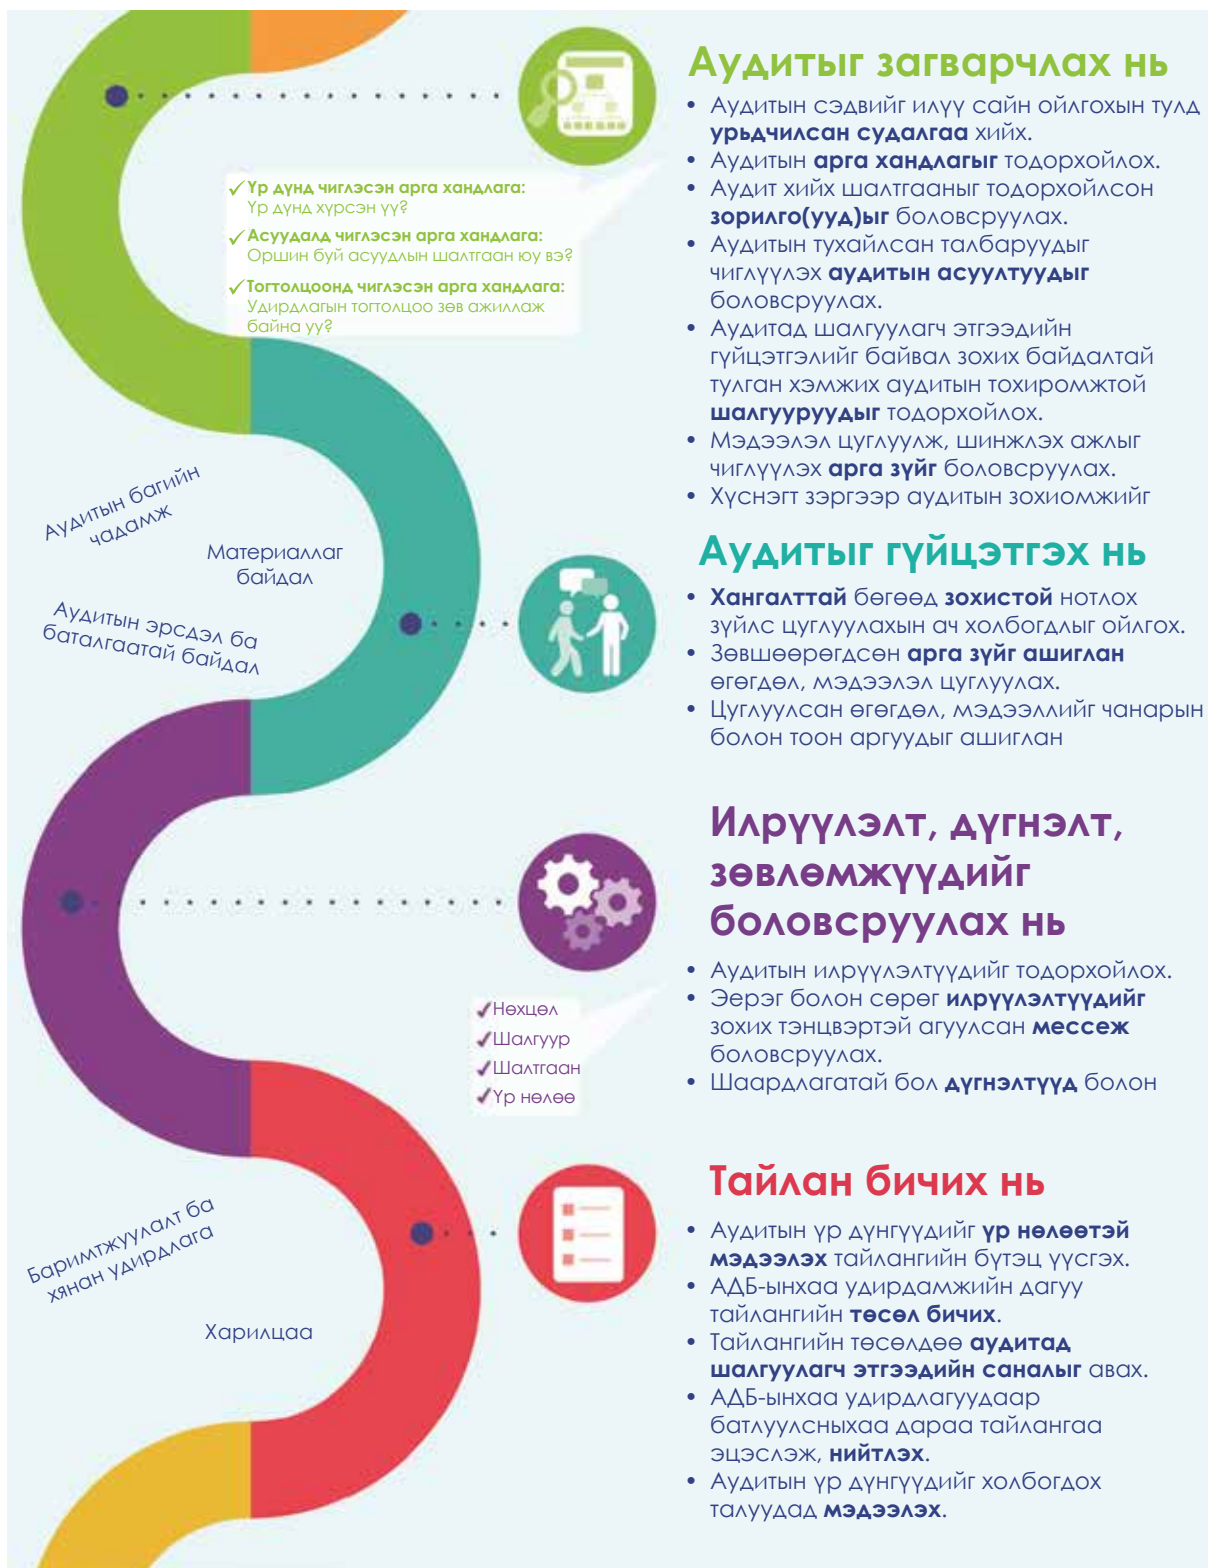 Аудитыг загварчлах нь
• Аудитын сэдвийг илүү сайн ойлгохын тулд
урьдчилсан судалгаа хийх.
• Аудитын арга хандлагыг тодорхойлох.
• Аудит хийх шалтгааныг тодорхойлсон
зорилго(ууд)ыг боловсруулах.
• Аудитын тухайлсан талбаруудыг
чиглүүлэх аудитын асуултуудыг
боловсруулах.
• Аудитад шалгуулагч этгээдийн
гүйцэтгэлийг байвал зохих байдалтай
тулган хэмжих аудитын тохиромжтой
шалгууруудыг тодорхойлох.
• Мэдээлэл цуглуулж, шинжлэх ажлыг
чиглүүлэх арга зүйг боловсруулах.
• Хүснэгт зэргээр аудитын зохиомжийг
✓ Үр дүнд чиглэсэн арга хандлага:
Үр дүнд хүрсэн үү?
✓ Асуудалд чиглэсэн арга хандлага:
Оршин буй асуудлын шалтгаан юу вэ?
✓ Тогтолцоонд чиглэсэн арга хандлага:
Удирдлагын тогтолцоо зөв ажиллаж
байна уу?
Аудитын багийн
чадамж
Материаллаг
байдал
Аудитын эрсдэл ба
баталгаатай байдал
Аудитыг гүйцэтгэх нь
• Хангалттай бөгөөд зохистой нотлох
зүйлс цуглуулахын ач холбогдлыг ойлгох.
• Зөвшөөрөгдсөн арга зүйг ашиглан
өгөгдөл, мэдээлэл цуглуулах.
• Цуглуулсан өгөгдөл, мэдээллийг чанарын
болон тоон аргуудыг ашиглан
Илрүүлэлт, дүгнэлт,
зөвлөмжүүдийг
боловсруулах нь
• Аудитын илрүүлэлтүүдийг тодорхойлох.
• Эерэг болон сөрөг илрүүлэлтүүдийг
зохих тэнцвэртэй агуулсан мессеж
боловсруулах.
• Шаардлагатай бол дүгнэлтүүд болон
✓Нөхцөл
✓Шалгуур
✓Шалтгаан
✓Үр нөлөө
Баримтжуулалт ба
хянан удирдлага
Харилцаа
Тайлан бичих нь
• Аудитын үр дүнгүүдийг үр нөлөөтэй
мэдээлэх тайлангийн бүтэц үүсгэх.
• АДБ-ынхаа удирдамжийн дагуу
тайлангийн төсөл бичих.
• Тайлангийн төсөлдөө аудитад
шалгуулагч этгээдийн саналыг авах.
• АДБ-ынхаа удирдлагуудаар
батлуулсныхаа дараа тайлангаа
эцэслэж, нийтлэх.
• Аудитын үр дүнгүүдийг холбогдох
талуудад мэдээлэх.